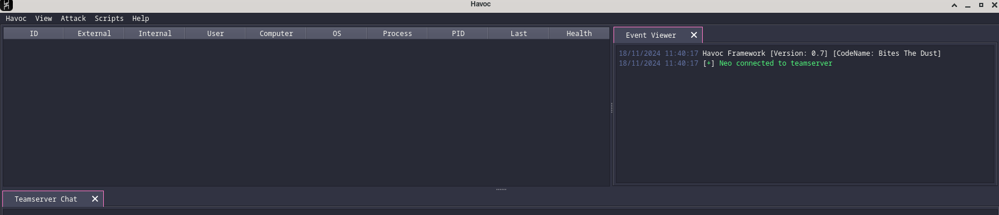 Havoc
Havoc View Attack Scripts Help
ID External Internal User Computer OS Process PID Last Health
Event Viewer
18/11/2024 11:40:17 Havoc Framework [Version: 0.7] [CodeName: Bites The Dust]
18/11/2024 11:40:17 [+] Neo connected to teamserver
Teamserver Chat